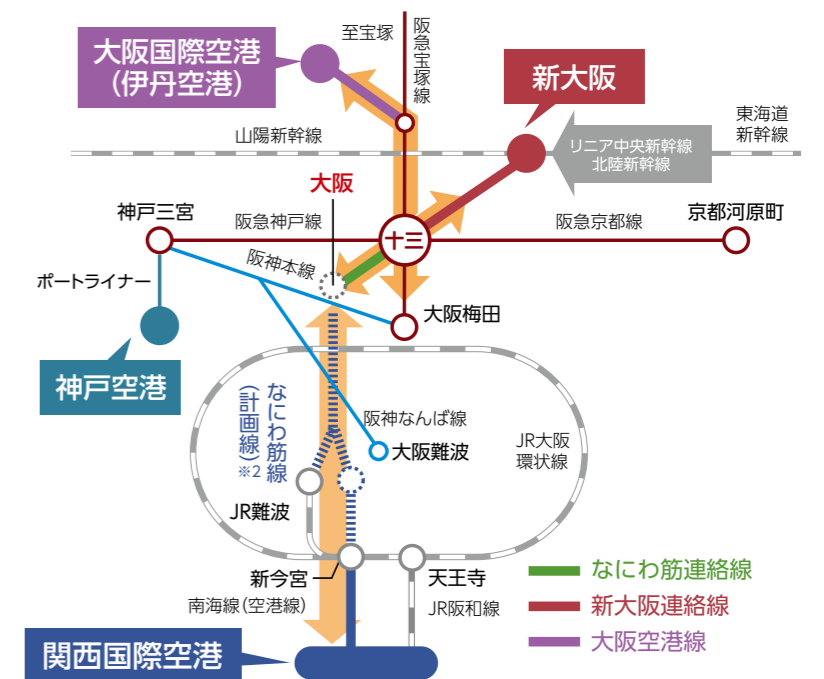 至宝塚
阪急宝塚線
大阪国際空港
(伊丹空港)
新大阪
東海道
新幹線
山陽新幹線
リニア中央新幹線
北陸新幹線
大阪
神戸三宮
阪急神戸線
十三
阪急京都線
京都河原町
阪神本線
ポートライナー
大阪梅田
神戸空港
なにわ筋線
(計画線)※2
阪神なんば線
大阪難波
JR大阪
環状線
JR難波
新今宮
天王寺
南海線(空港線)
JR阪和線
関西国際空港
なにわ筋連絡線
新大阪連絡線
大阪空港線